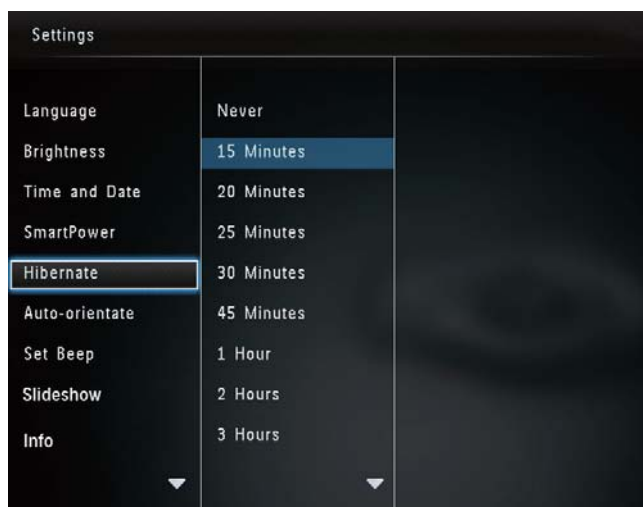 Settings
Language
Brightness
Time and Date
SmartPower
Hibernate
Auto-orientate
Set Beep
Slideshow
Info
Never
15 Minutes
20 Minutes
25 Minutes
30 Minutes
45 Minutes
1 Hour
2 Hours
3 Hours